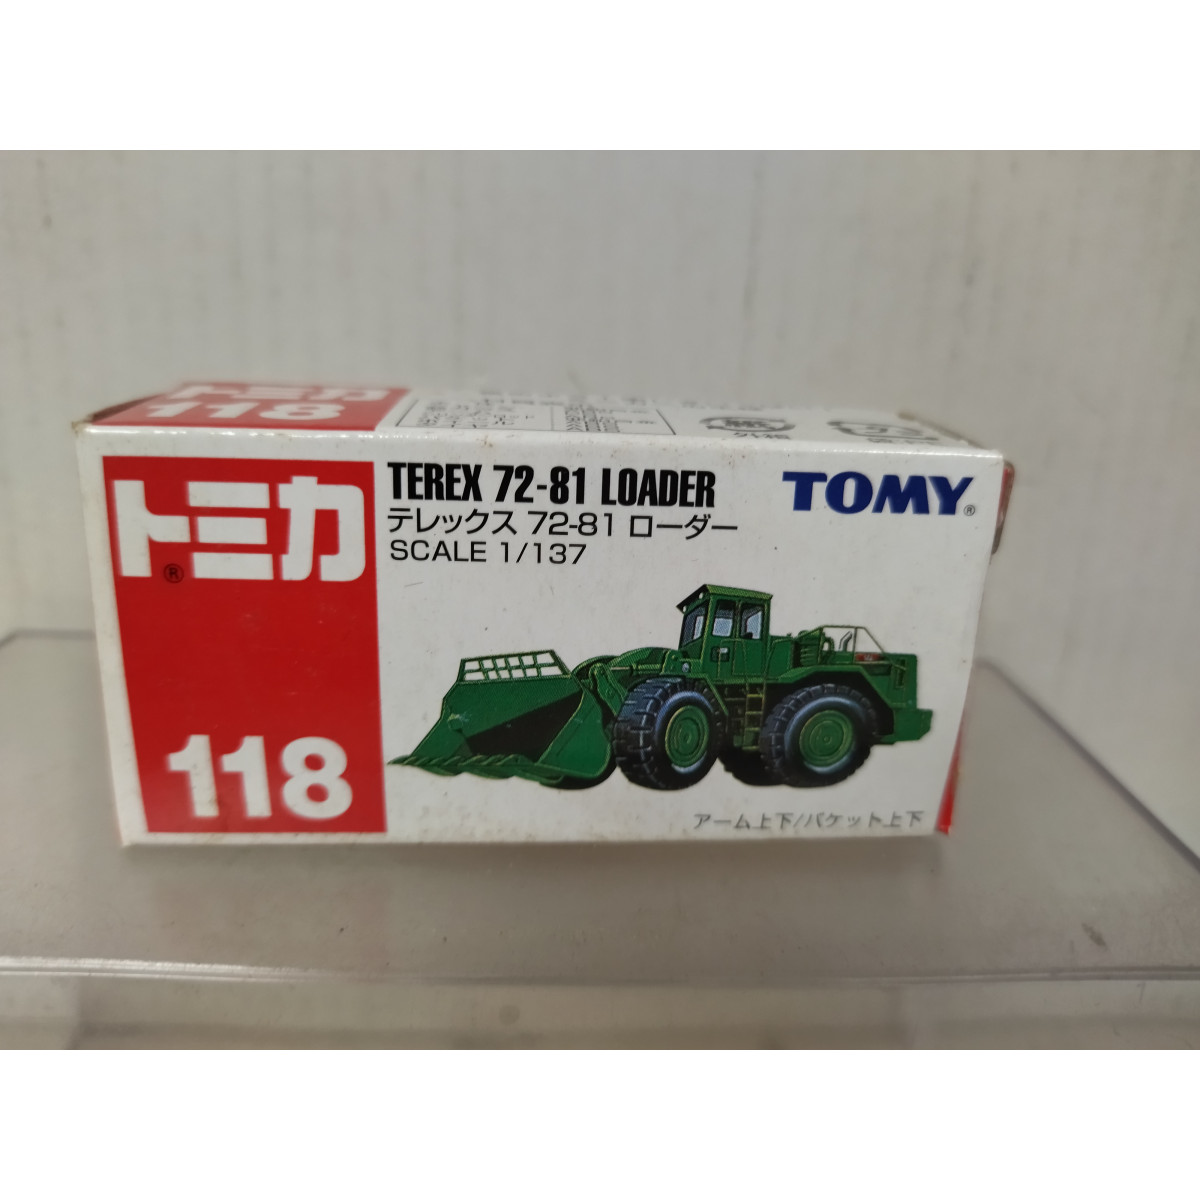 トミカ
118
トミカ®
118
TEREX 72-81 LOADER
テレックス 72-81 ローダー
SCALE 1/137
TOMY®
アーム上下/バケット上下